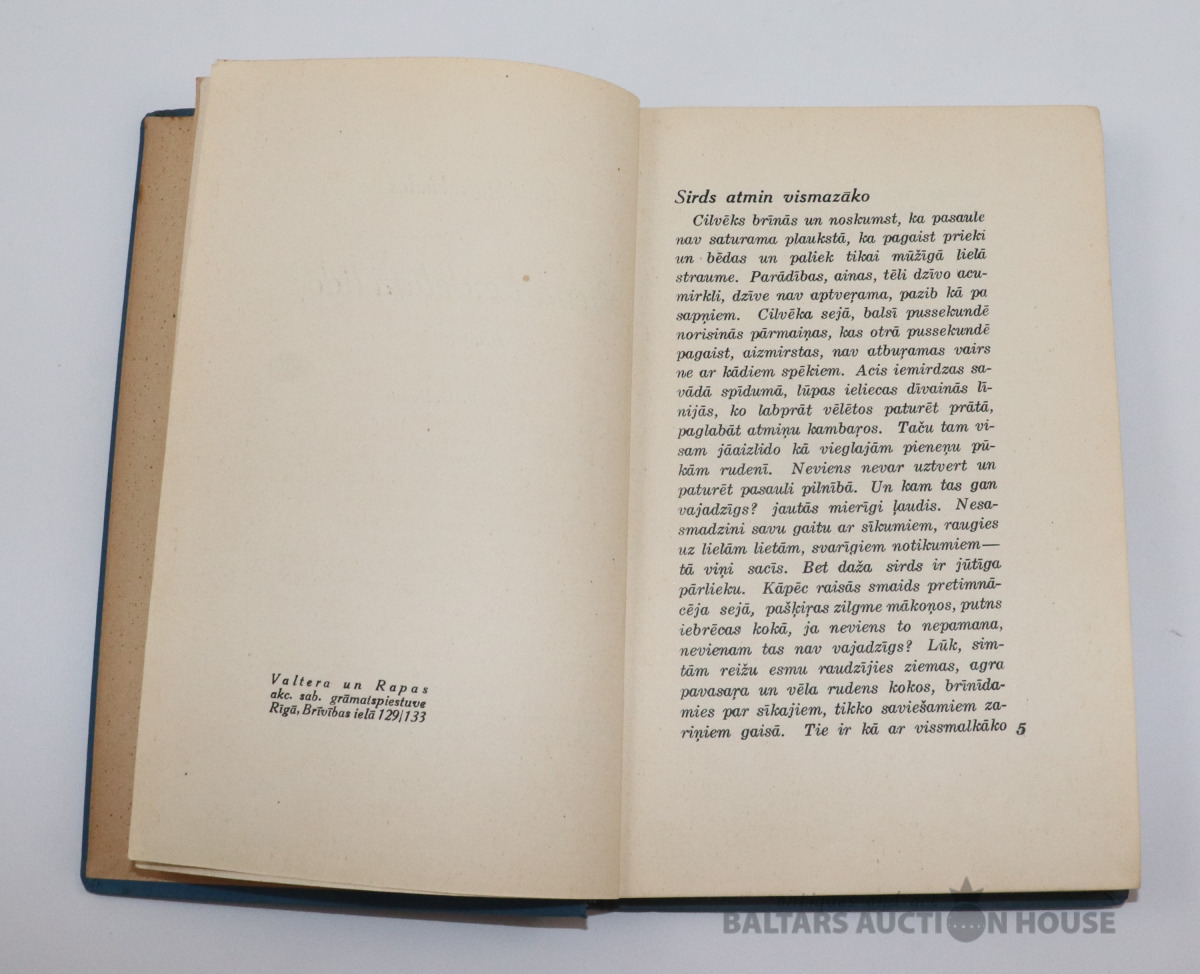 Valtera un Rapas
akc. sab. grāmatspiestuve
Rīgā, Brīvības ielā 129/133
Sirds atmin vismazāko
Cilvēks brīnās un noskumst, ka pasaule
nav saturama plaukstā, ka pagaist prieki
un bēdas un paliek tikai mūžīgā lielā
straume. Parādības, ainas, tēli dzīvo acu-
mirkli, dzīve nav aptveŗama, pazib kā pa
sapņiem. Cilvēka sejā, balsī pussekundē
norisinās pārmaiņas, kas otrā pussekundē
pagaist, aizmirstas, nav atbuŗamas vairs
ne ar kādiem spēkiem. Acis iemirdzas sa-
vādā spīdumā, lūpas ieliecas dīvainās lī-
nijās, ko labprāt vēlētos paturēt prātā,
paglabāt atmiņu kambaŗos. Taču tam vi-
sam jāaizlido kā vieglajām pieneņu pū-
kām rudenī. Neviens nevar uztvert un
paturēt pasauli pilnībā. Un kam tas gan
vajadzīgs? jautās mierīgi ļaudis. Nesa-
smadzini savu gaitu ar sīkumiem, raugies
uz lielām lietām, svarīgiem notikumiem—
tā viņi sacīs. Bet daža sirds ir jūtīga
pārlieku. Kāpēc raisās smaids pretimnā-
cēja sejā, pašķiŗas zilgme mākoņos, putns
iebrēcas kokā, ja neviens to nepamana,
nevienam tas nav vajadzīgs? Lūk, sim-
tām reižu esmu raudzījies ziemas, agra
pavasaŗa un vēla rudens kokos, brīnīda-
mies par sīkajiem, tikko saviešamiem za-
riņiem gaisā. Tie ir kā ar vissmalkāko 5
BALTARS AUCTION HOUSE